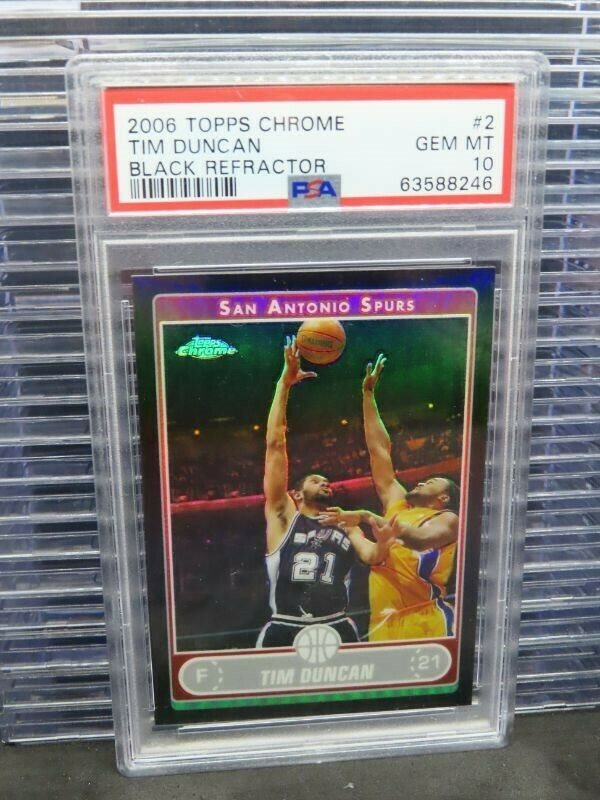 2006 TOPPS CHROME #2
TIM DUNCAN GEM MT
BLACK REFRACTOR 10
PSA 63588246
SAN ANTONIO SPURS
Topps
Chrome
SPALDING
SPURS
21
F TIM DUNCAN 21